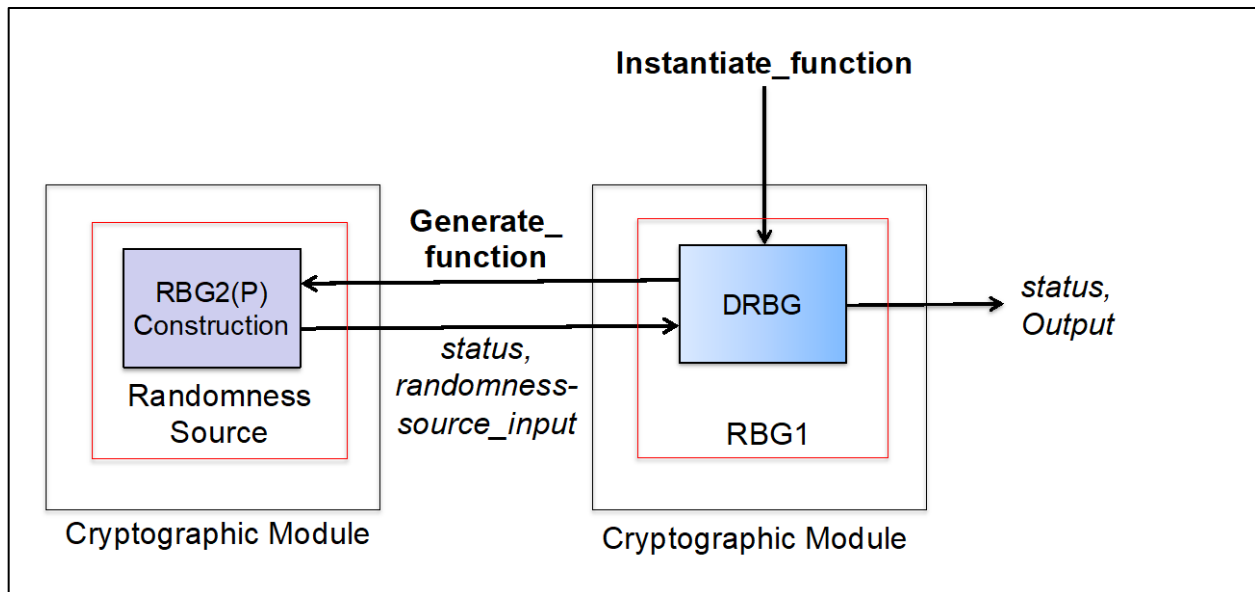 Instantiate_function
Generate_
function
RBG2(P)
Construction
DRBG
status,
Output
status,
randomness-
source_input
Randomness
Source
RBG1
Cryptographic Module
Cryptographic Module